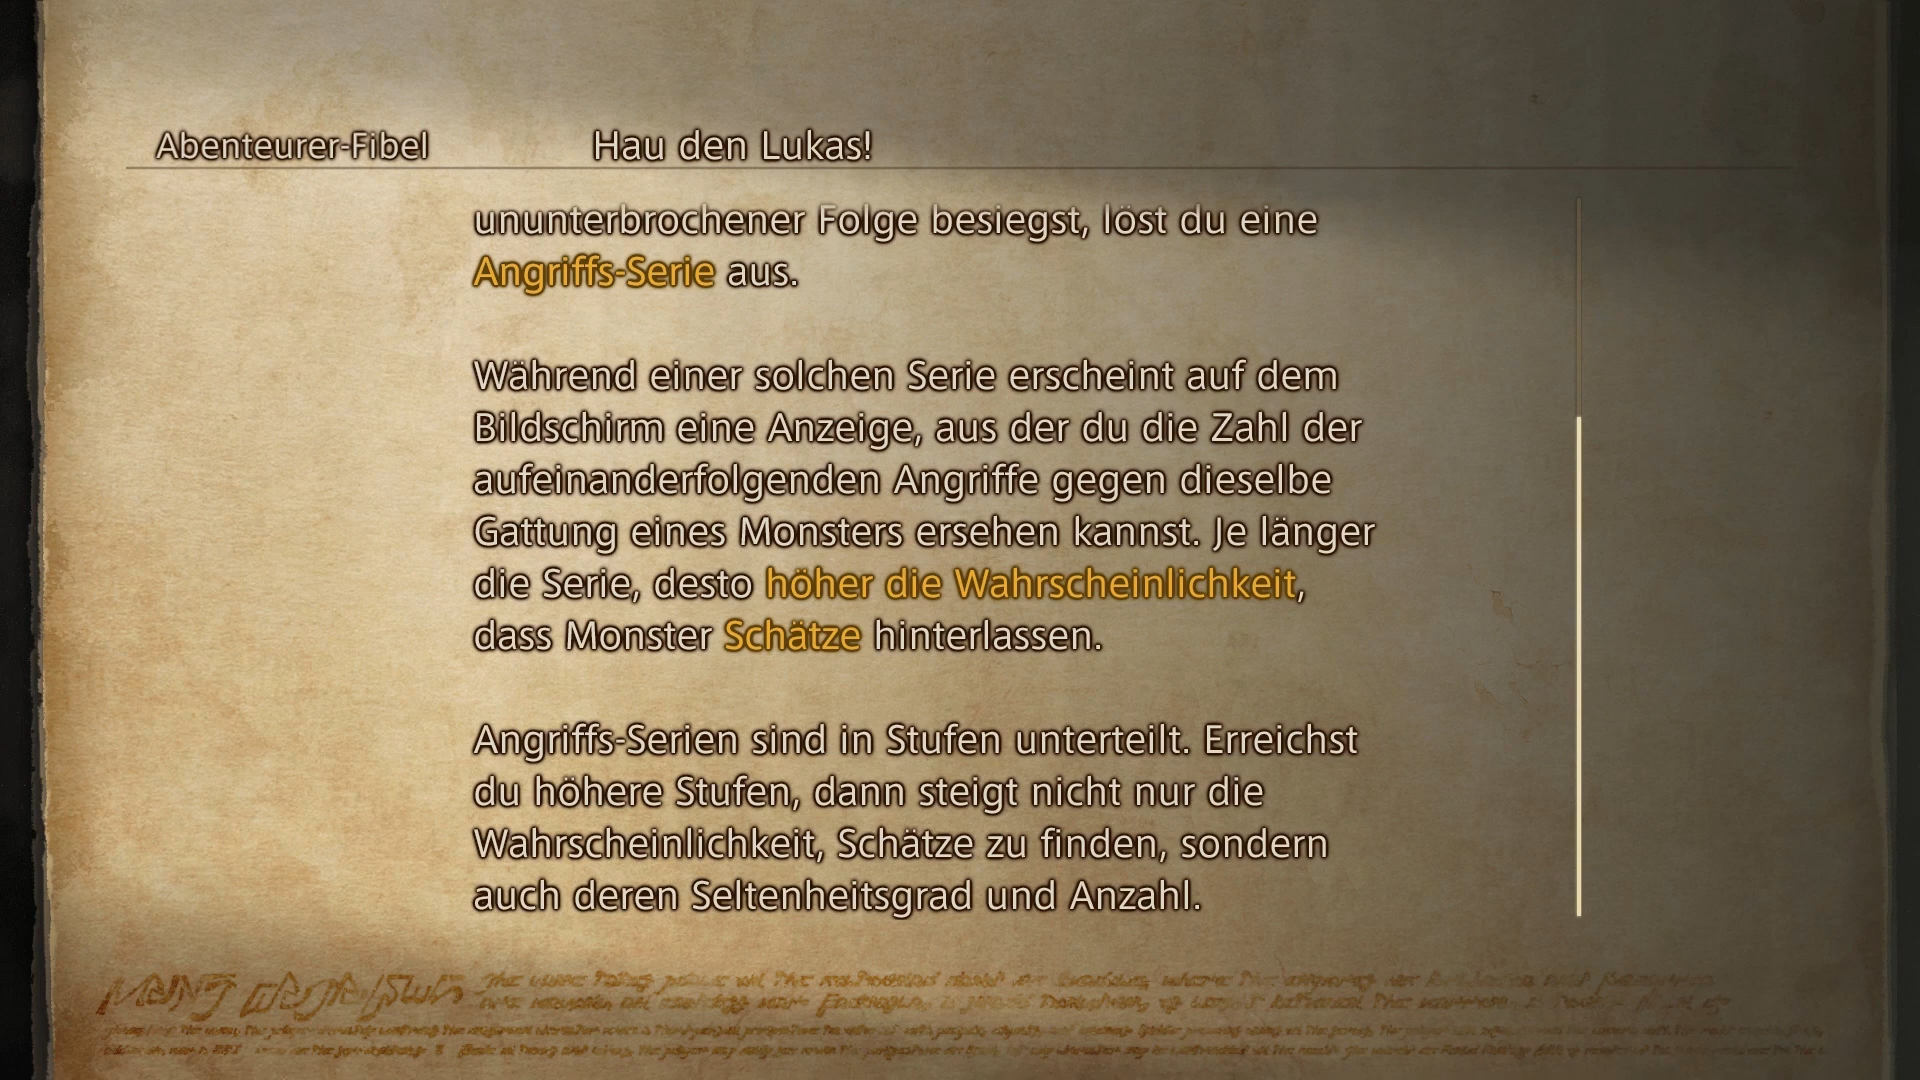 Abenteurer-Fibel
Hau den Lukas!
ununterbrochener Folge besiegst, löst du eine
Angriffs-Serie aus.
Während einer solchen Serie erscheint auf dem
Bildschirm eine Anzeige, aus der du die Zahl der
aufeinanderfolgenden Angriffe gegen dieselbe
Gattung eines Monsters ersehen kannst. Je länger
die Serie, desto höher die Wahrscheinlichkeit,
dass Monster Schätze hinterlassen.
Angriffs-Serien sind in Stufen unterteilt. Erreichst
du höhere Stufen, dann steigt nicht nur die
Wahrscheinlichkeit, Schätze zu finden, sondern
auch deren Seltenheitsgrad und Anzahl.